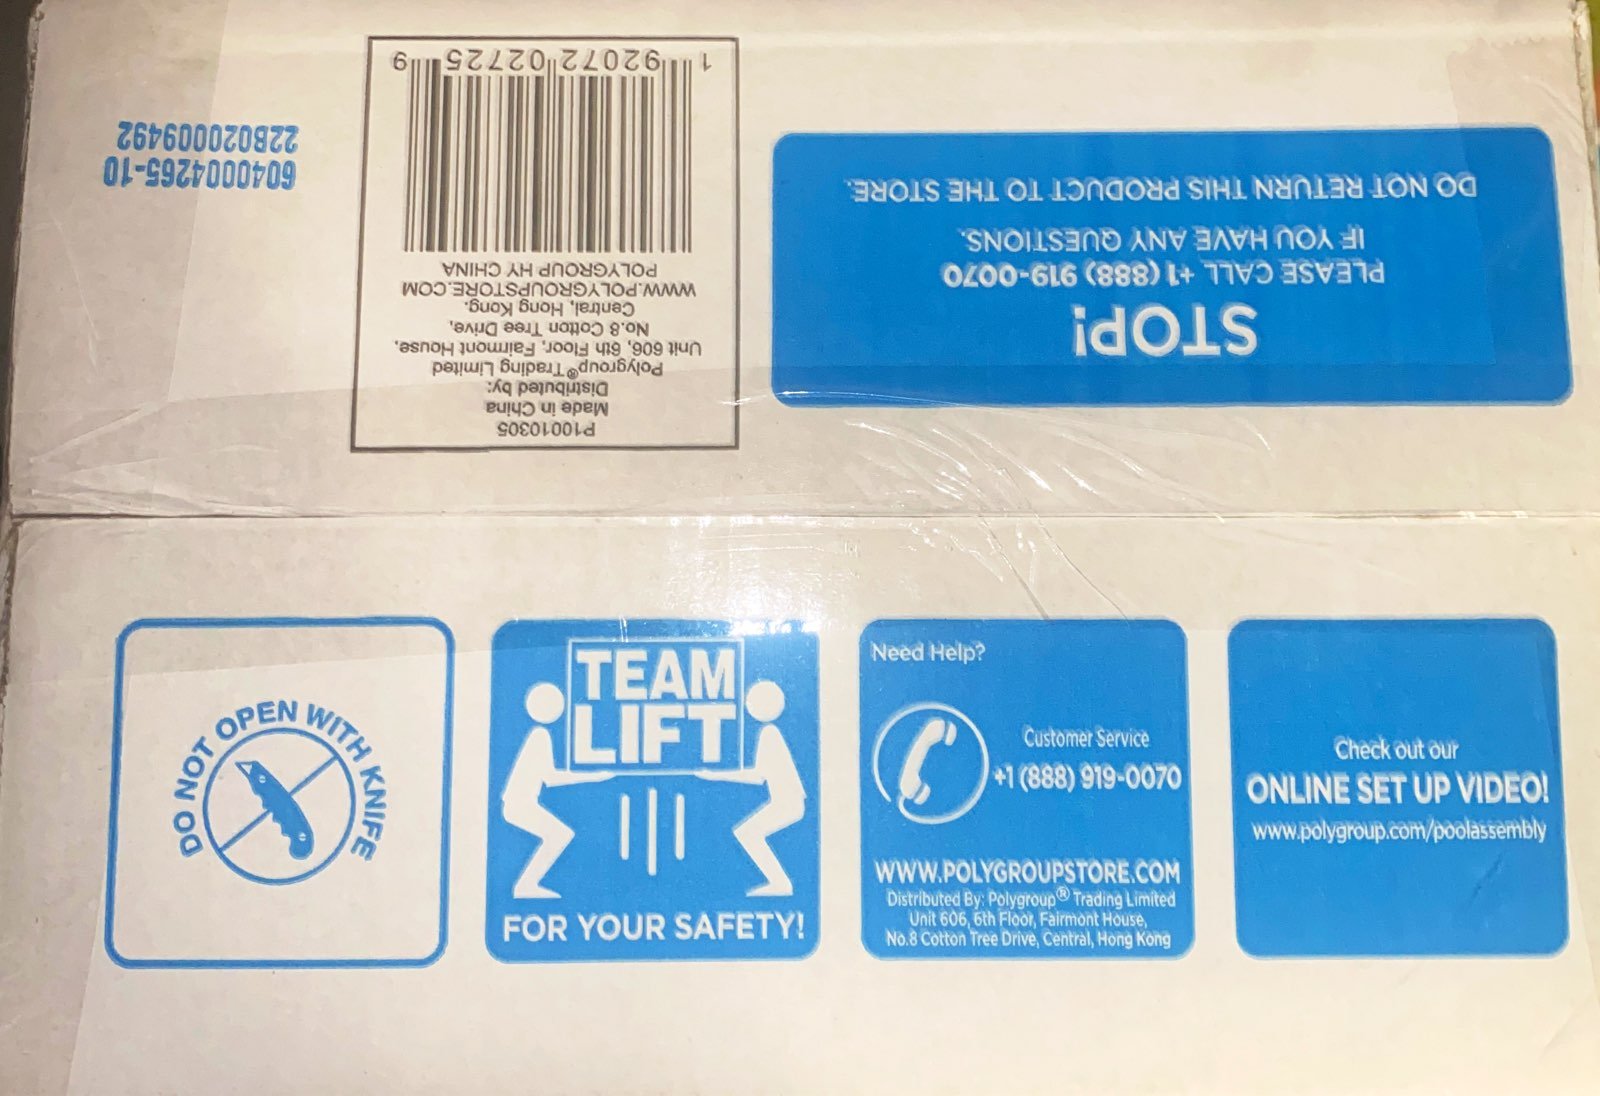 STOP!
PLEASE CALL +1 (888) 919-0070
IF YOU HAVE ANY QUESTIONS.
DO NOT RETURN THIS PRODUCT TO THE STORE.
P10010305
Made in China
Distributed by:
Polygroup® Trading Limited
Unit 606, 6th Floor, Fairmont House,
No.8 Cotton Tree Drive,
Central, Hong Kong.
WWW.POLYGROUPSTORE.COM
POLYGROUP HY CHINA
1 92072 02725 9
6040004265-10
22B020009492
DO NOT OPEN WITH KNIFE
TEAM
LIFT
FOR YOUR SAFETY!
Need Help?
Customer Service
+1 (888) 919-0070
WWW.POLYGROUPSTORE.COM
Distributed By: Polygroup® Trading Limited
Unit 606, 6th Floor, Fairmont House,
No.8 Cotton Tree Drive, Central, Hong Kong
Check out our
ONLINE SET UP VIDEO!
www.polygroup.com/poolassembly